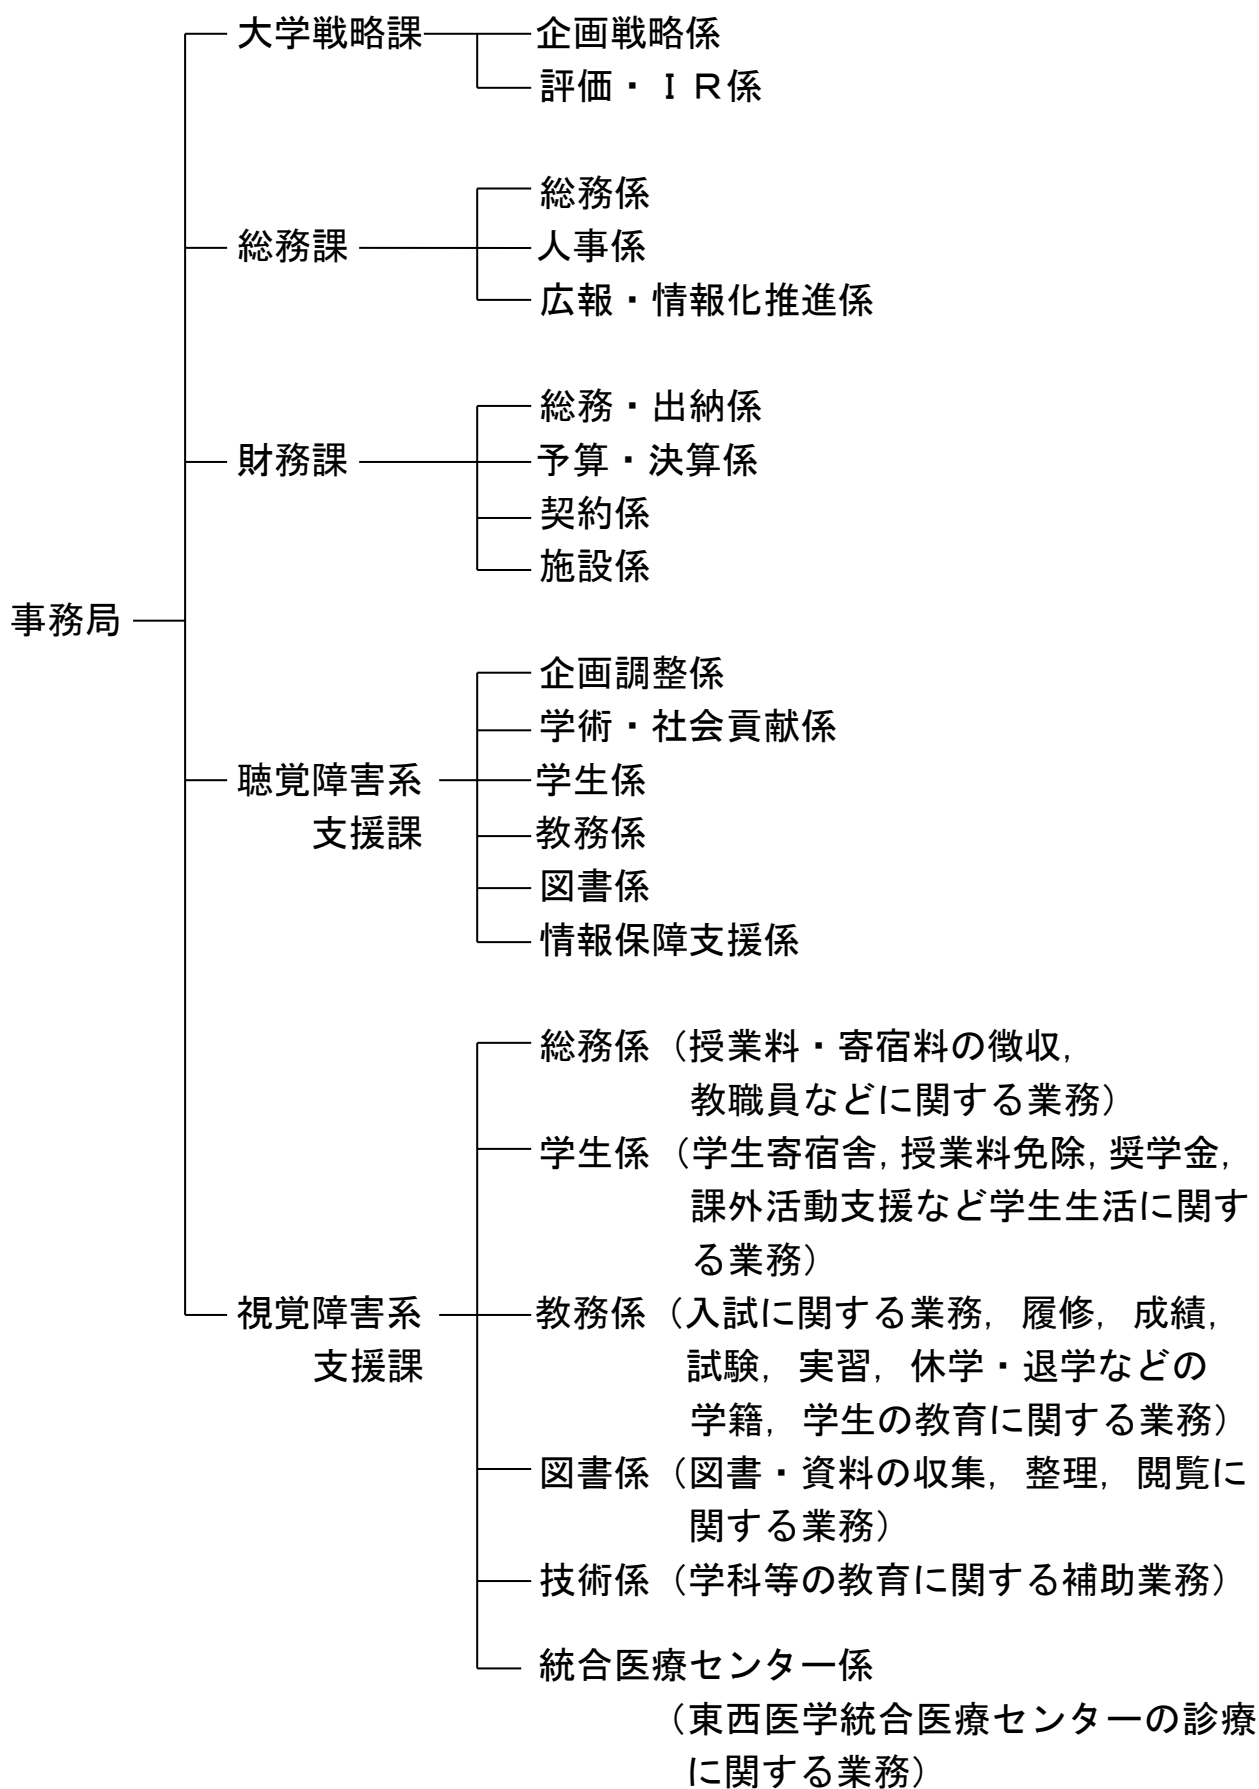 大学戦略課
企画戦略係
評価・ＩＲ係
総務係
総務課
人事係
広報・情報化推進係
総務・出納係
財務課
予算・決算係
契約係
施設係
事務局
企画調整係
学術・社会貢献係
聴覚障害系
支援課
学生係
教務係
図書係
情報保障支援係
総務係（授業料・寄宿料の徴収,
教職員などに関する業務）
学生係（学生寄宿舎, 授業料免除, 奨学金,
課外活動支援など学生生活に関す
る業務）
視覚障害系
支援課
教務係（入試に関する業務, 履修, 成績,
試験, 実習, 休学・退学などの
学籍, 学生の教育に関する業務）
図書係（図書・資料の収集, 整理, 閲覧に
関する業務）
技術係（学科等の教育に関する補助業務）
統合医療センター係
（東西医学統合医療センターの診療
に関する業務）